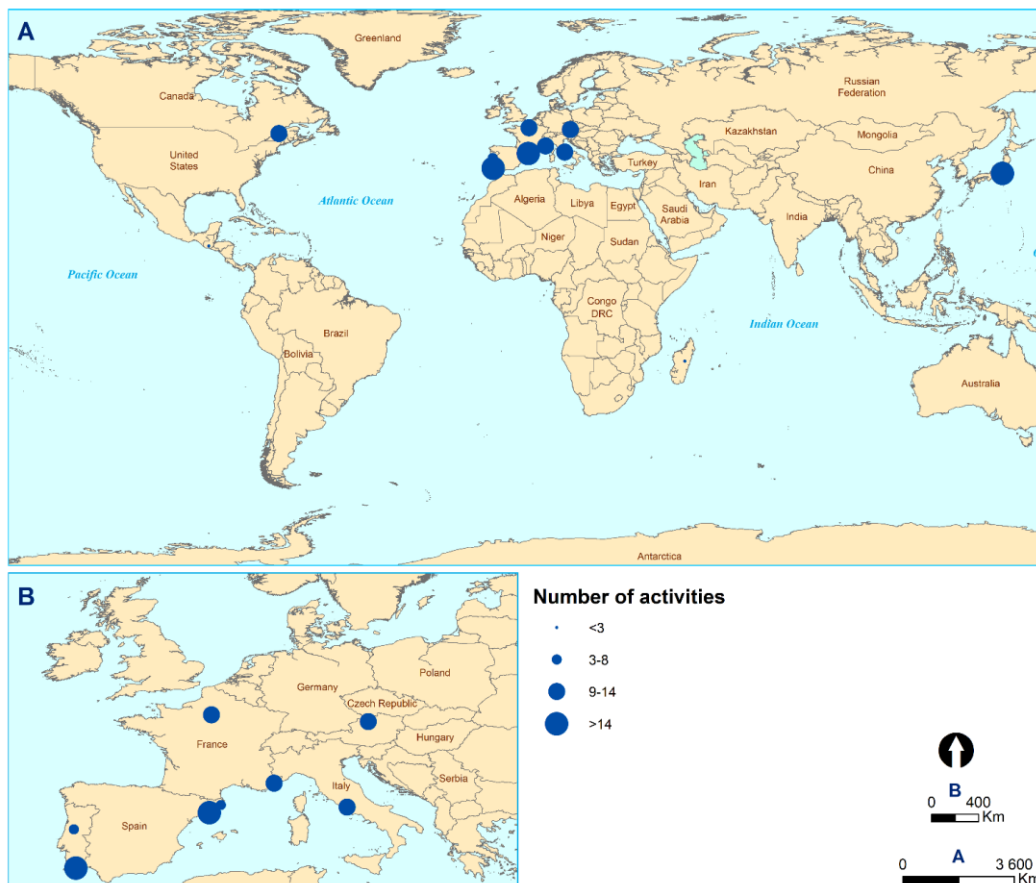 A
Greenland
Russian
Federation
Canada
Kazakhstan
Mongolia
United
States
Turkey
China
Iran
Atlantic Ocean
Algeria
Libya
Egypt
Saudi
Arabia
India
Niger
Sudan
Pacific Ocean
Congo
DRC
Indian Ocean
Brazil
Bolivia
Australia
Antarctica
B
Number of activities
<3
3-8
9-14
>14
Poland
Germany
Czech Republic
France
Hungary
Italy
Serbia
Spain
B
0 400
Km
A
0 3 600
Km